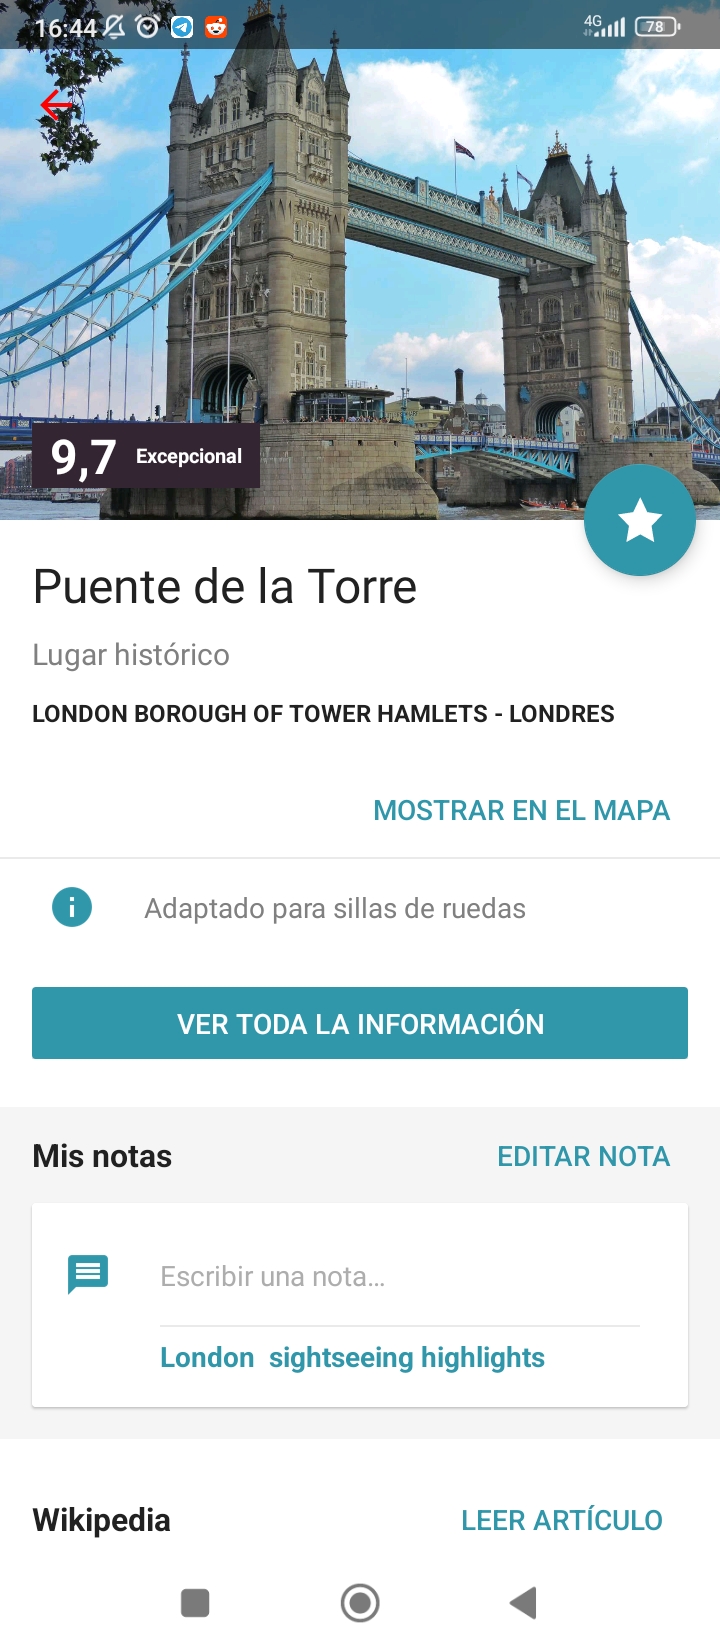 16:44
4G
78
9,7 Excepcional
Puente de la Torre
Lugar histórico
LONDON BOROUGH OF TOWER HAMLETS - LONDRES
MOSTRAR EN EL MAPA
Adaptado para sillas de ruedas
VER TODA LA INFORMACIÓN
Mis notas
EDITAR NOTA
Escribir una nota...
London sightseeing highlights
Wikipedia
LEER ARTÍCULO